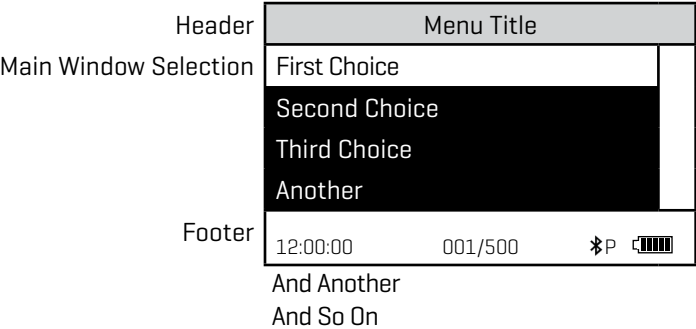 Header Menu Title
Main Window Selection First Choice
Second Choice
Third Choice
Another
Footer 12:00:00 001/500 P
And Another
And So On